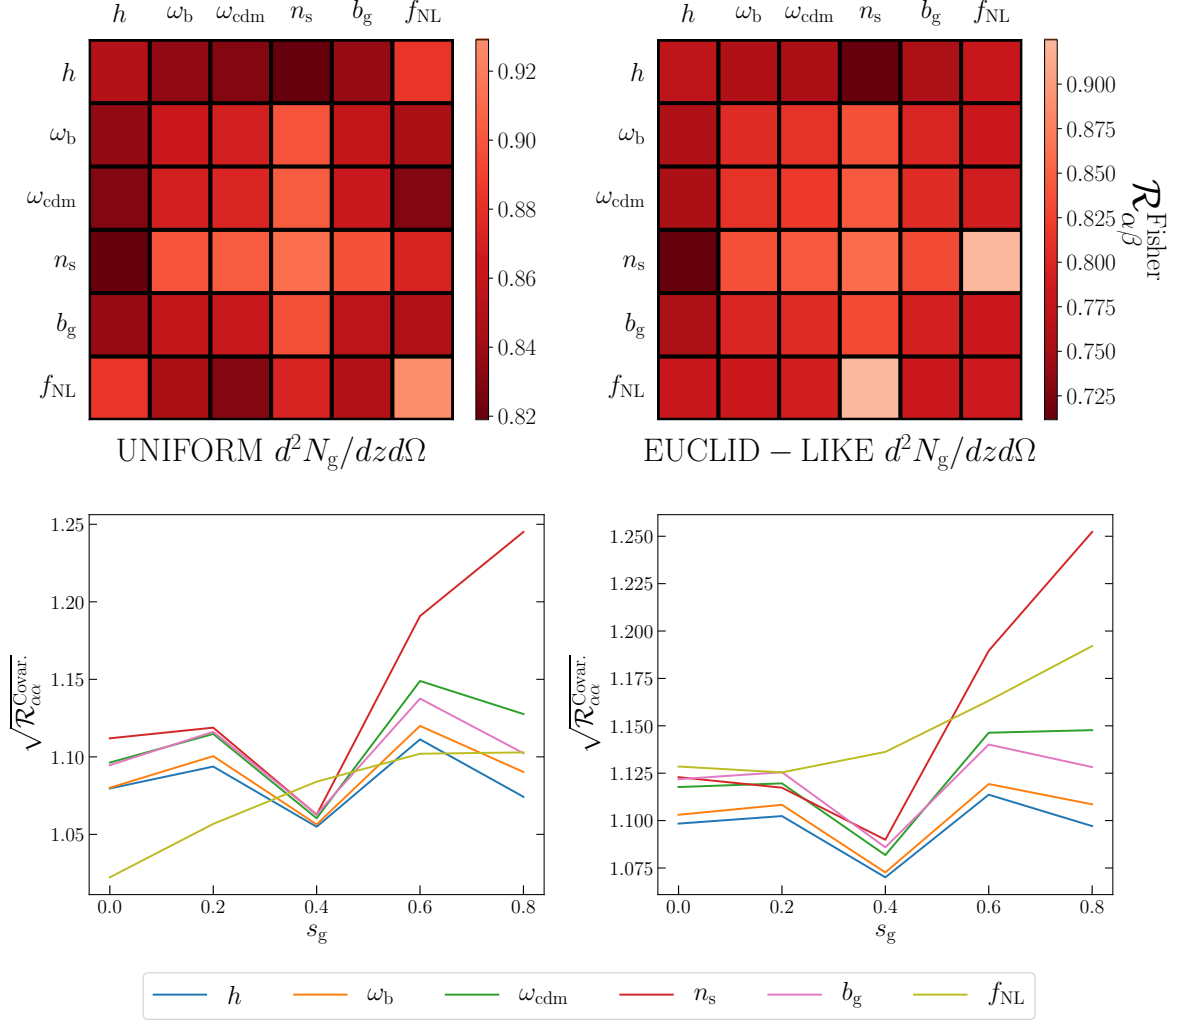 h ω_b ω_cdm n_s b_g f_NL
h
ω_b
ω_cdm
n_s
b_g
f_NL
0.92
0.90
0.88
0.86
0.84
0.82
UNIFORM d²N_g/dzdΩ
h ω_b ω_cdm n_s b_g f_NL
h
ω_b
ω_cdm
n_s
b_g
f_NL
0.900
0.875
0.850
0.825
0.800
0.775
0.750
0.725
ℛ_αβ^Fisher
EUCLID − LIKE d²N_g/dzdΩ
1.25
1.20
1.15
1.10
1.05
√ℛ_αα^Covar.
0.0 0.2 0.4 0.6 0.8
s_g
1.250
1.225
1.200
1.175
1.150
1.125
1.100
1.075
√ℛ_αα^Covar.
0.0 0.2 0.4 0.6 0.8
s_g
h ω_b ω_cdm n_s b_g f_NL